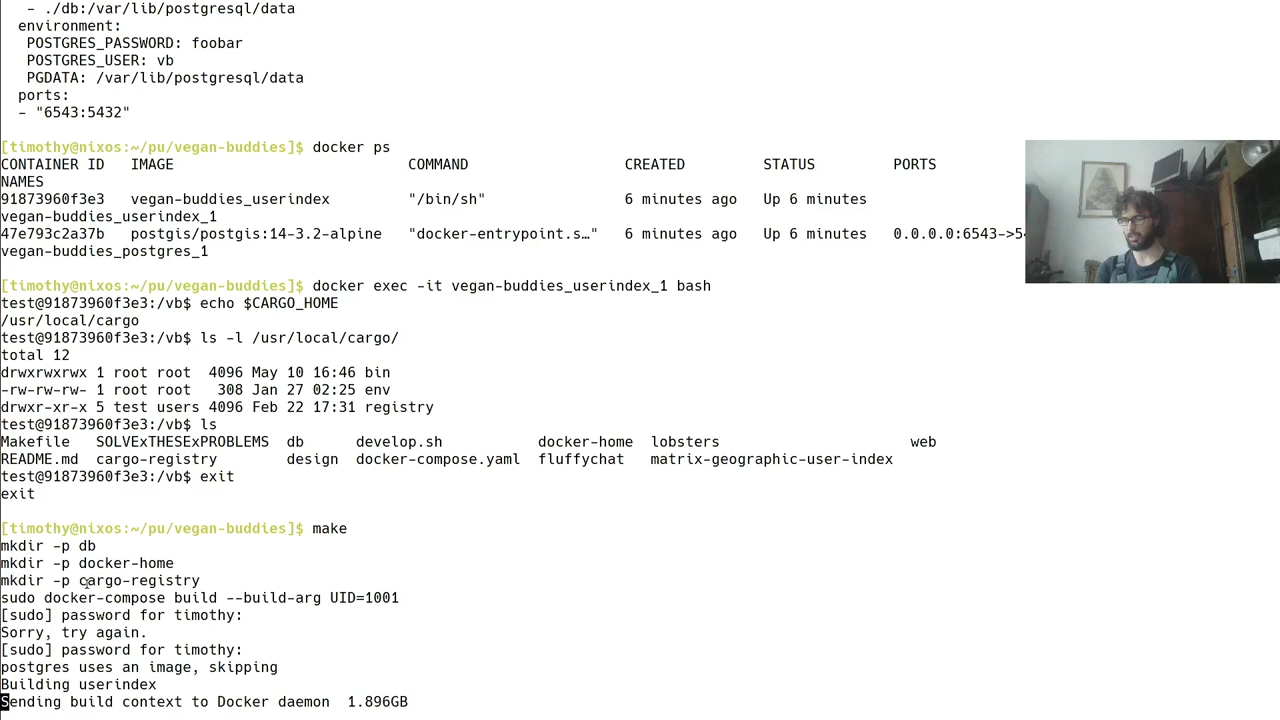 - ./db:/var/lib/postgresql/data
environment:
POSTGRES_PASSWORD: foobar
POSTGRES_USER: vb
PGDATA: /var/lib/postgresql/data
ports:
- "6543:5432"
[timothy@nixos:~/pu/vegan-buddies]$ docker ps
CONTAINER ID   IMAGE                           COMMAND                  CREATED         STATUS         PORTS
NAMES
91873960f3e3   vegan-buddies_userindex         "/bin/sh"                6 minutes ago   Up 6 minutes
vegan-buddies_userindex_1
47e793c2a37b   postgis/postgis:14-3.2-alpine   "docker-entrypoint.s…"   6 minutes ago   Up 6 minutes   0.0.0.0:6543->54
vegan-buddies_postgres_1
[timothy@nixos:~/pu/vegan-buddies]$ docker exec -it vegan-buddies_userindex_1 bash
test@91873960f3e3:/vb$ echo $CARGO_HOME
/usr/local/cargo
test@91873960f3e3:/vb$ ls -l /usr/local/cargo/
total 12
drwxrwxrwx 1 root root  4096 May 10 16:46 bin
-rw-rw-rw- 1 root root   308 Jan 27 02:25 env
drwxr-xr-x 5 test users 4096 Feb 22 17:31 registry
test@91873960f3e3:/vb$ ls
Makefile   SOLVExTHESExPROBLEMS  db      develop.sh           docker-home  lobsters                      web
README.md  cargo-registry        design  docker-compose.yaml  fluffychat   matrix-geographic-user-index
test@91873960f3e3:/vb$ exit
exit
[timothy@nixos:~/pu/vegan-buddies]$ make
mkdir -p db
mkdir -p docker-home
mkdir -p cargo-registry
sudo docker-compose build --build-arg UID=1001
[sudo] password for timothy:
Sorry, try again.
[sudo] password for timothy:
postgres uses an image, skipping
Building userindex
Sending build context to Docker daemon  1.896GB